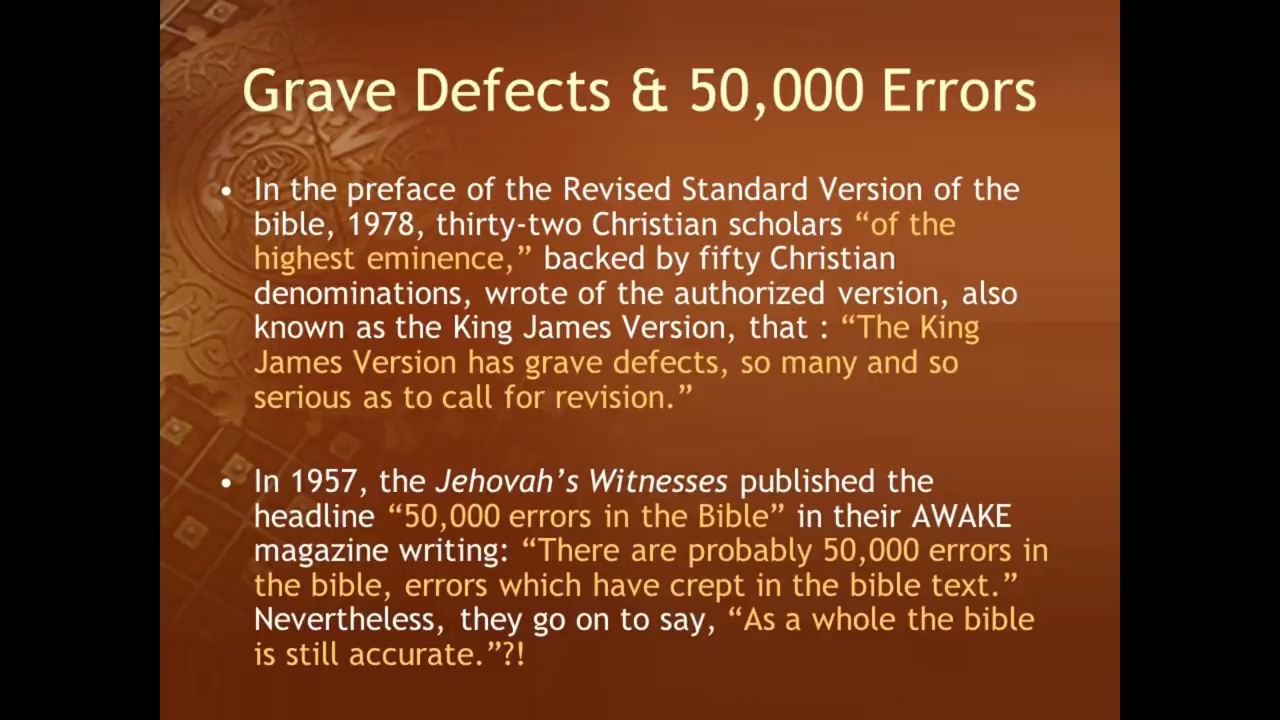 Grave Defects & 50,000 Errors
• In the preface of the Revised Standard Version of the
bible, 1978, thirty-two Christian scholars “of the
highest eminence,” backed by fifty Christian
denominations, wrote of the authorized version, also
known as the King James Version, that : “The King
James Version has grave defects, so many and so
serious as to call for revision.”
• In 1957, the Jehovah’s Witnesses published the
headline “50,000 errors in the Bible” in their AWAKE
magazine writing: “There are probably 50,000 errors in
the bible, errors which have crept in the bible text.”
Nevertheless, they go on to say, “As a whole the bible
is still accurate.”?!